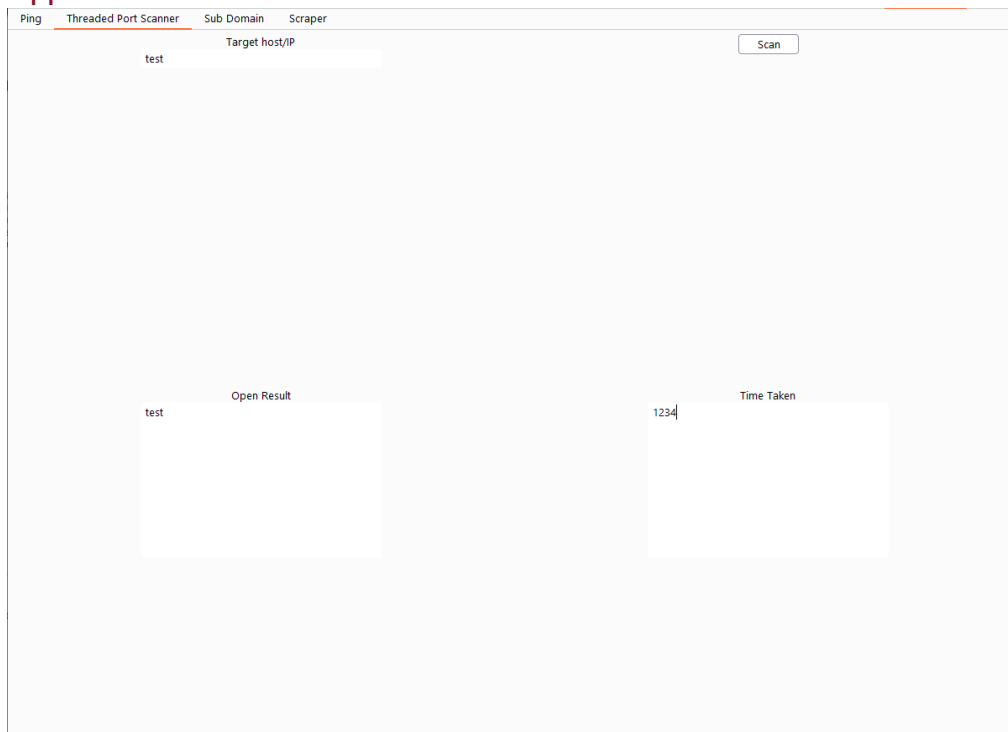 Ping Threaded Port Scanner Sub Domain Scraper
Target host/IP
Scan
test
Open Result
Time Taken
test
1234